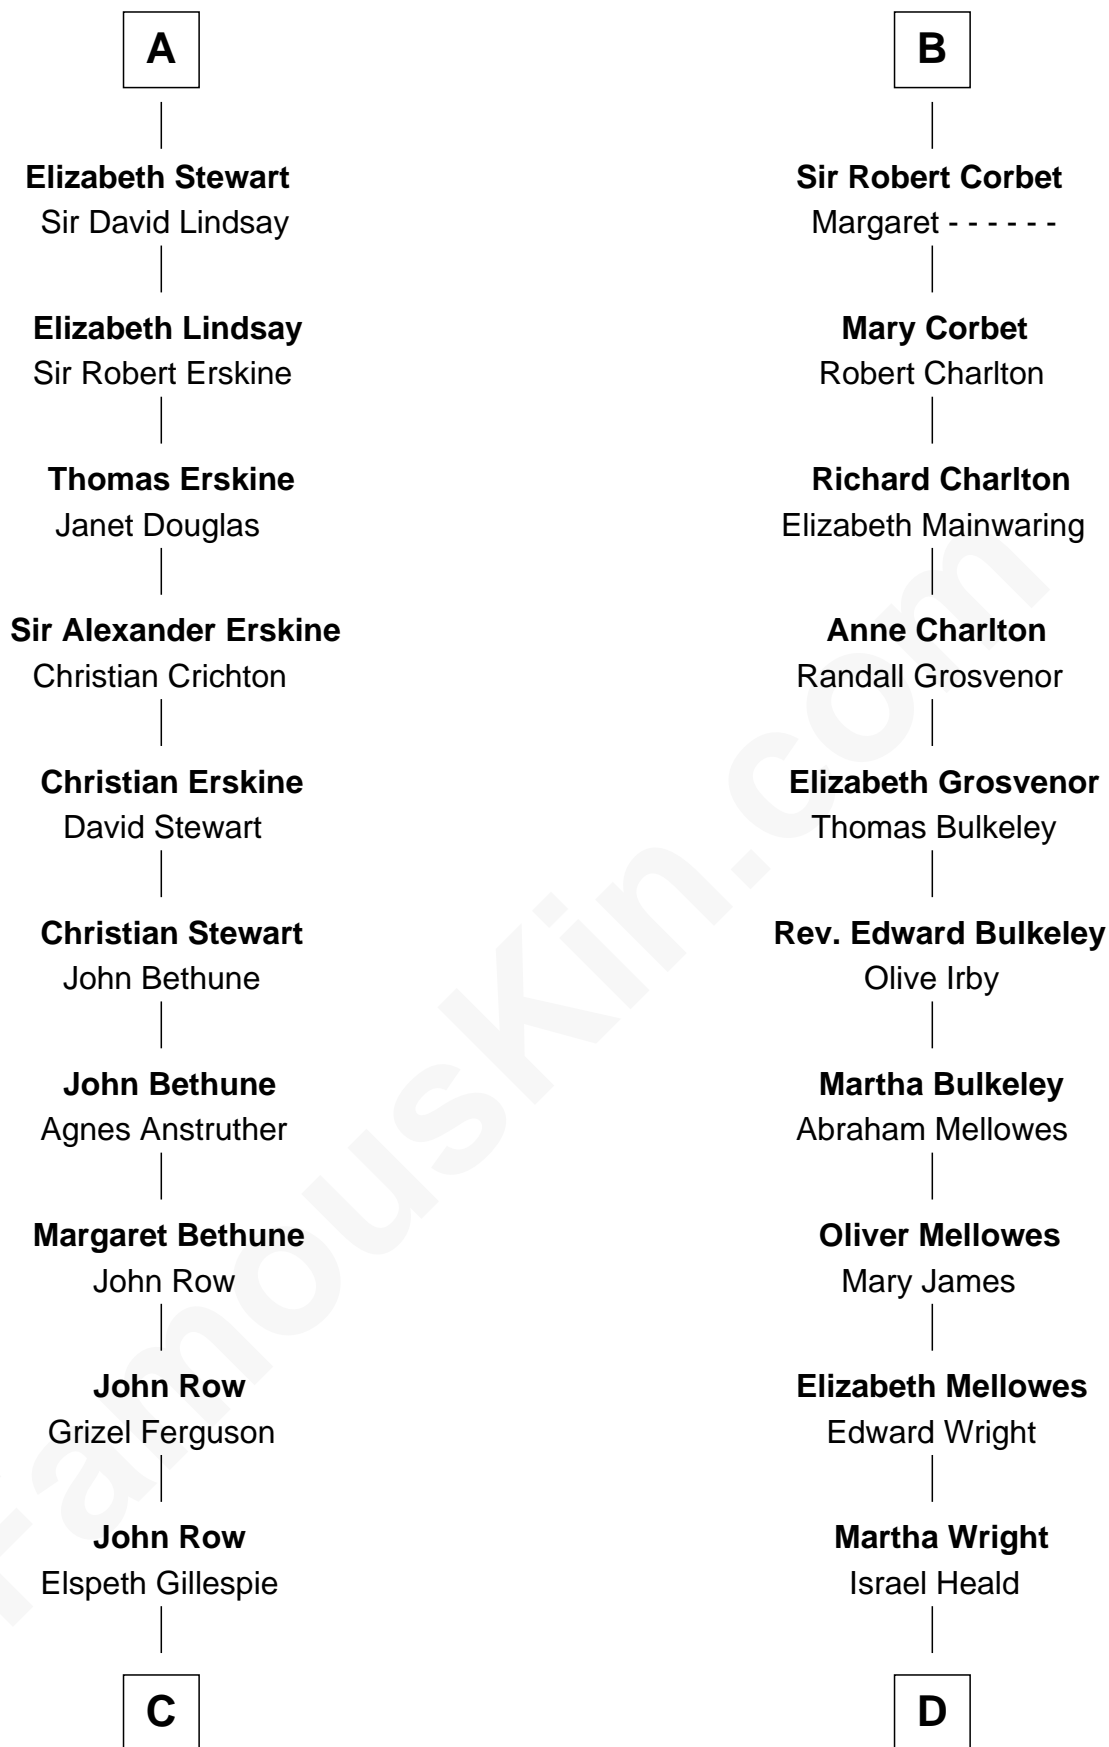 A
Elizabeth Stewart
Sir David Lindsay
Elizabeth Lindsay
Sir Robert Erskine
Thomas Erskine
Janet Douglas
Sir Alexander Erskine
Christian Crichton
Christian Erskine
David Stewart
Christian Stewart
John Bethune
John Bethune
Agnes Anstruther
Margaret Bethune
John Row
John Row
Grizel Ferguson
John Row
Elspeth Gillespie
C
B
Sir Robert Corbet
Margaret - - - - - -
Mary Corbet
Robert Charlton
Richard Charlton
Elizabeth Mainwaring
Anne Charlton
Randall Grosvenor
Elizabeth Grosvenor
Thomas Bulkeley
Rev. Edward Bulkeley
Olive Irby
Martha Bulkeley
Abraham Mellowes
Oliver Mellowes
Mary James
Elizabeth Mellowes
Edward Wright
Martha Wright
Israel Heald
D
FamousKin.com